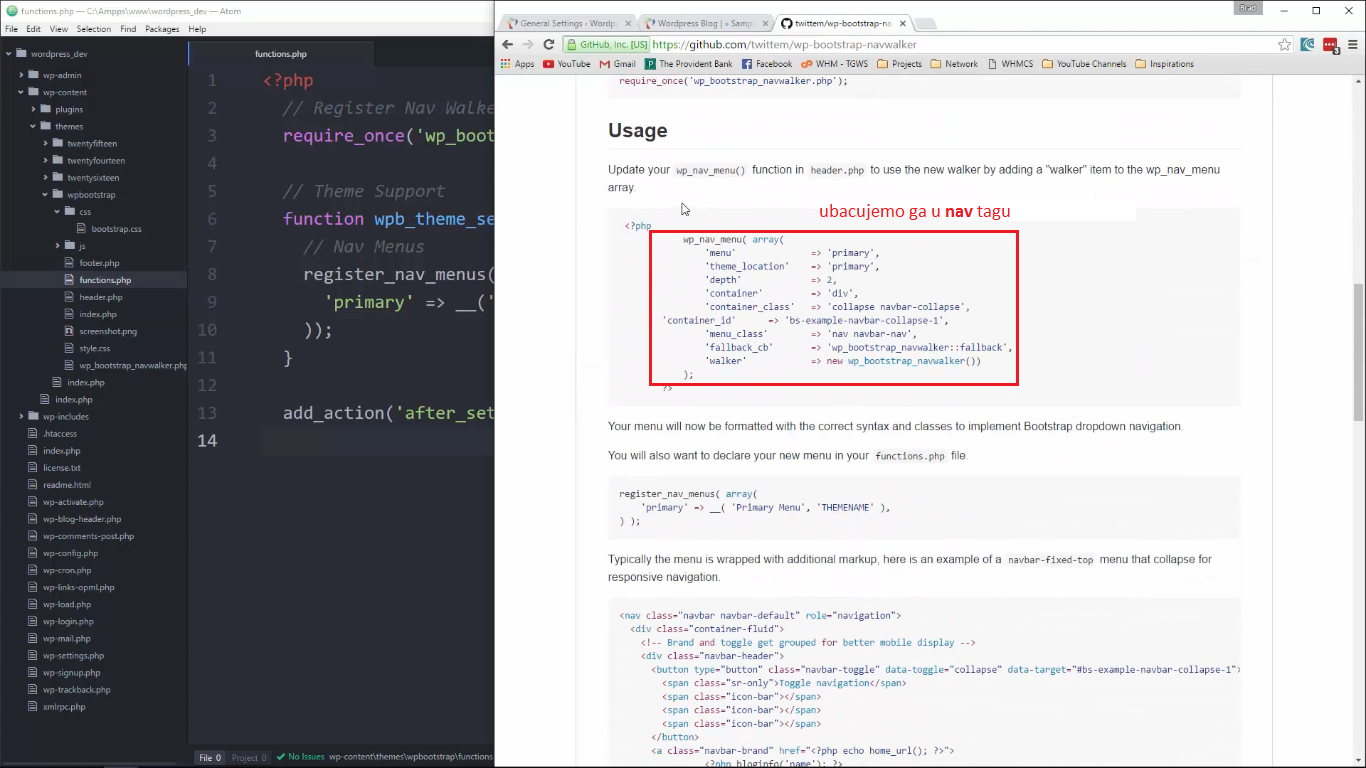 functions.php — C:\Ampps\www\wordpress_dev — Atom
File Edit View Selection Find Packages Help
wordpress_dev
wp-admin
wp-content
plugins
themes
twentyfifteen
twentyfourteen
twentysixteen
wpbootstrap
css
bootstrap.css
js
footer.php
functions.php
header.php
index.php
screenshot.png
style.css
wp_bootstrap_navwalker.php
index.php
index.php
wp-includes
.htaccess
index.php
license.txt
readme.html
wp-activate.php
wp-blog-header.php
wp-comments-post.php
wp-config.php
wp-cron.php
wp-links-opml.php
wp-load.php
wp-login.php
wp-mail.php
wp-settings.php
wp-signup.php
wp-trackback.php
xmlrpc.php
functions.php
1 <?php
2 // Register Nav Walke
3 require_once('wp_boot
4
5 // Theme Support
6 function wpb_theme_se
7 // Nav Menus
8 register_nav_menus(
9 'primary' => __('
10 ));
11 }
12
13 add_action('after_set
14
File 0 Project 0 No Issues wp-content\themes\wpbootstrap\functions
Brad
General Settings ‹ Wordp Wordpress Blog | « Samp twittem/wp-bootstrap-na
GitHub, Inc. [US] https://github.com/twittem/wp-bootstrap-navwalker
3
Apps YouTube Gmail The Provident Bank Facebook WHM - TGWS Projects Network WHMCS YouTube Channels Inspirations
require_once('wp_bootstrap_navwalker.php');
Usage
Update your wp_nav_menu() function in header.php to use the new walker by adding a "walker" item to the wp_nav_menu
array.
ubacujemo ga u nav tagu
<?php
wp_nav_menu( array(
'menu' => 'primary',
'theme_location' => 'primary',
'depth' => 2,
'container' => 'div',
'container_class' => 'collapse navbar-collapse',
'container_id' => 'bs-example-navbar-collapse-1',
'menu_class' => 'nav navbar-nav',
'fallback_cb' => 'wp_bootstrap_navwalker::fallback',
'walker' => new wp_bootstrap_navwalker())
);
?>
Your menu will now be formatted with the correct syntax and classes to implement Bootstrap dropdown navigation.
You will also want to declare your new menu in your functions.php file.
register_nav_menus( array(
'primary' => __( 'Primary Menu', 'THEMENAME' ),
) );
Typically the menu is wrapped with additional markup, here is an example of a navbar-fixed-top menu that collapse for
responsive navigation.
<nav class="navbar navbar-default" role="navigation">
<div class="container-fluid">
<!-- Brand and toggle get grouped for better mobile display -->
<div class="navbar-header">
<button type="button" class="navbar-toggle" data-toggle="collapse" data-target="#bs-example-navbar-collapse-1">
<span class="sr-only">Toggle navigation</span>
<span class="icon-bar"></span>
<span class="icon-bar"></span>
<span class="icon-bar"></span>
</button>
<a class="navbar-brand" href="<?php echo home_url(); ?>">
<?php bloginfo('name'); ?>